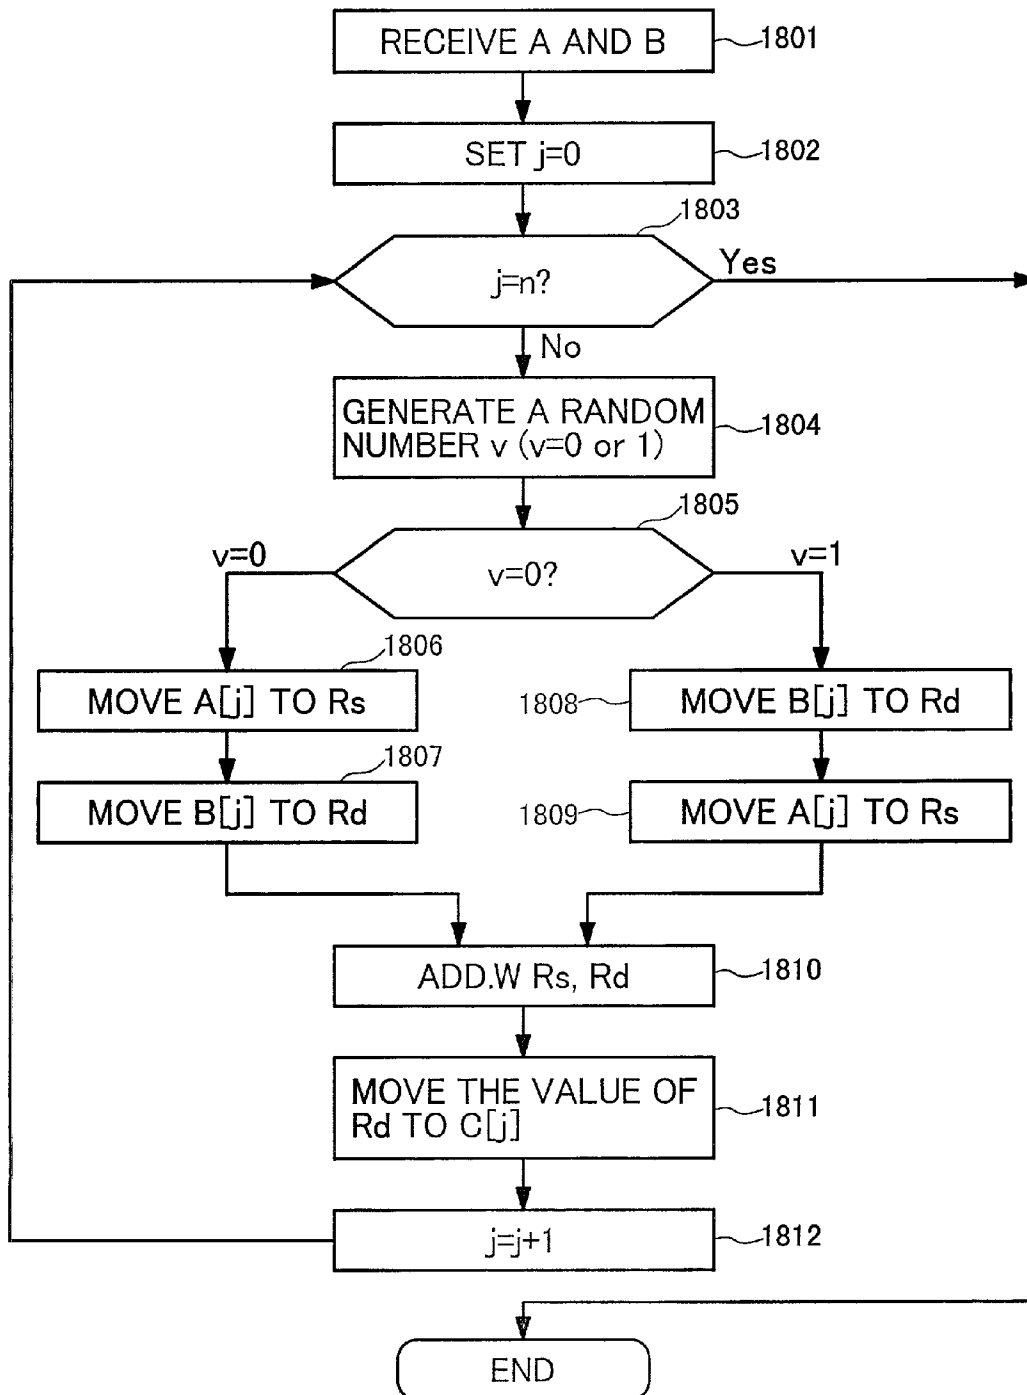 RECEIVE A AND B
1801
SET j=0
1802
1803
j=n?
Yes
No
GENERATE A RANDOM
NUMBER v (v=0 or 1)
1804
1805
v=0
v=0?
v=1
1806
MOVE A[j] TO Rs
1808
MOVE B[j] TO Rd
1807
MOVE B[j] TO Rd
1809
MOVE A[j] TO Rs
ADD.W Rs, Rd
1810
MOVE THE VALUE OF
Rd TO C[j]
1811
j=j+1
1812
END